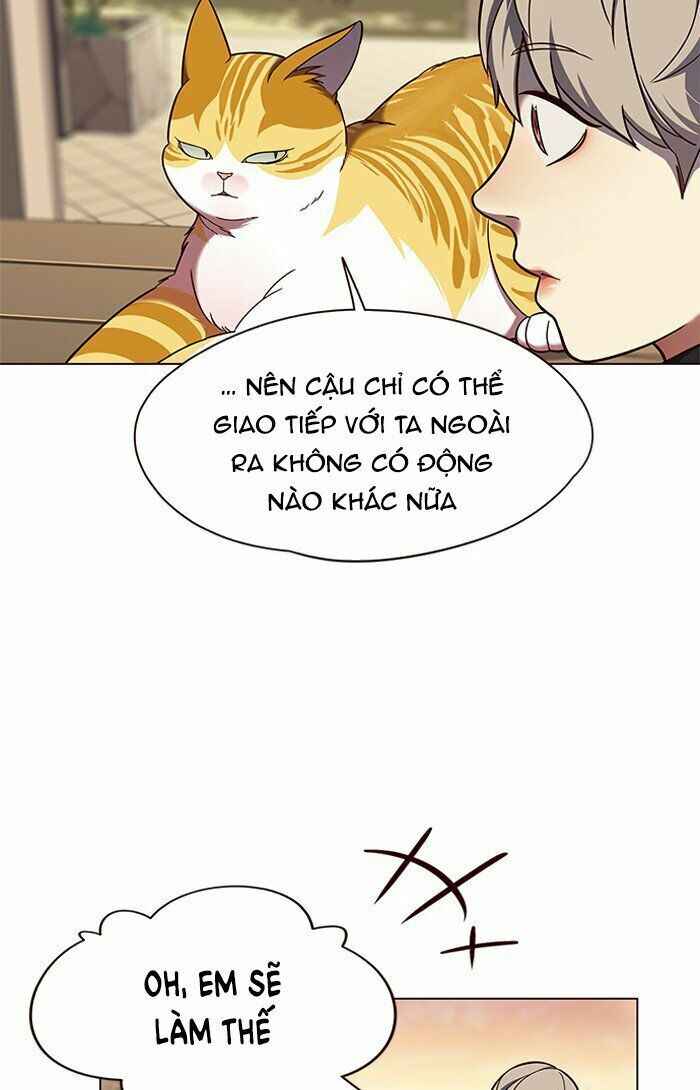 ... NÊN CẬU CHỈ CÓ THỂ
GIAO TIẾP VỚI TA NGOÀI
RA KHÔNG CÓ ĐỘNG
NÀO KHÁC NỮA
OH, EM SẼ
LÀM THẾ